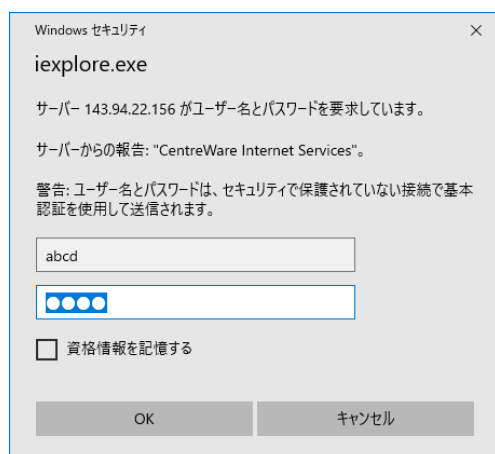 Windows セキュリティ
iexplore.exe
サーバー 143.94.22.156 がユーザー名とパスワードを要求しています。
サーバーからの報告: "CentreWare Internet Services"。
警告: ユーザー名とパスワードは、セキュリティで保護されていない接続で基本
認証を使用して送信されます。
abcd
●●●●
資格情報を記憶する
OK
キャンセル